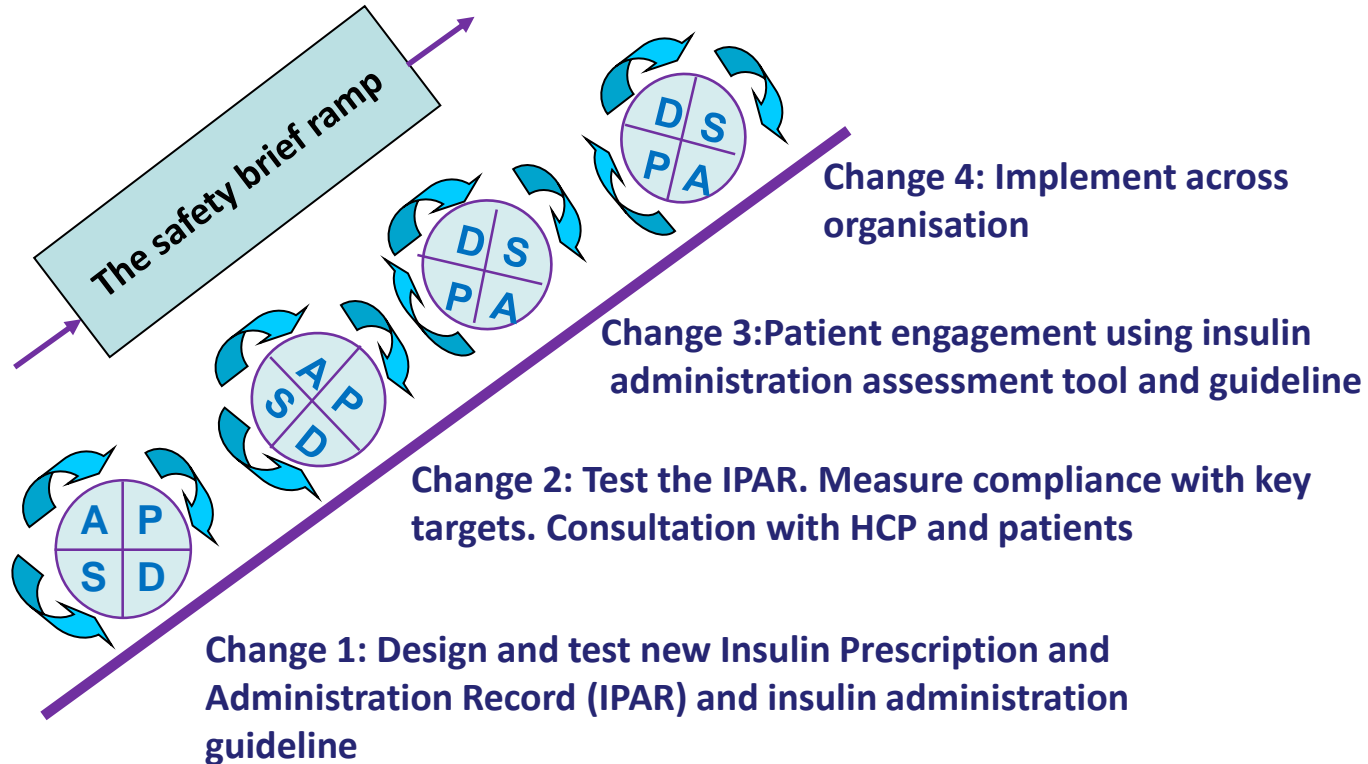 The safety brief ramp
D S
P A
Change 4: Implement across
organisation
D S
P A
Change 3:Patient engagement using insulin
administration assessment tool and guideline
A P
S D
Change 2: Test the IPAR. Measure compliance with key
targets. Consultation with HCP and patients
A P
S D
Change 1: Design and test new Insulin Prescription and
Administration Record (IPAR) and insulin administration
guideline